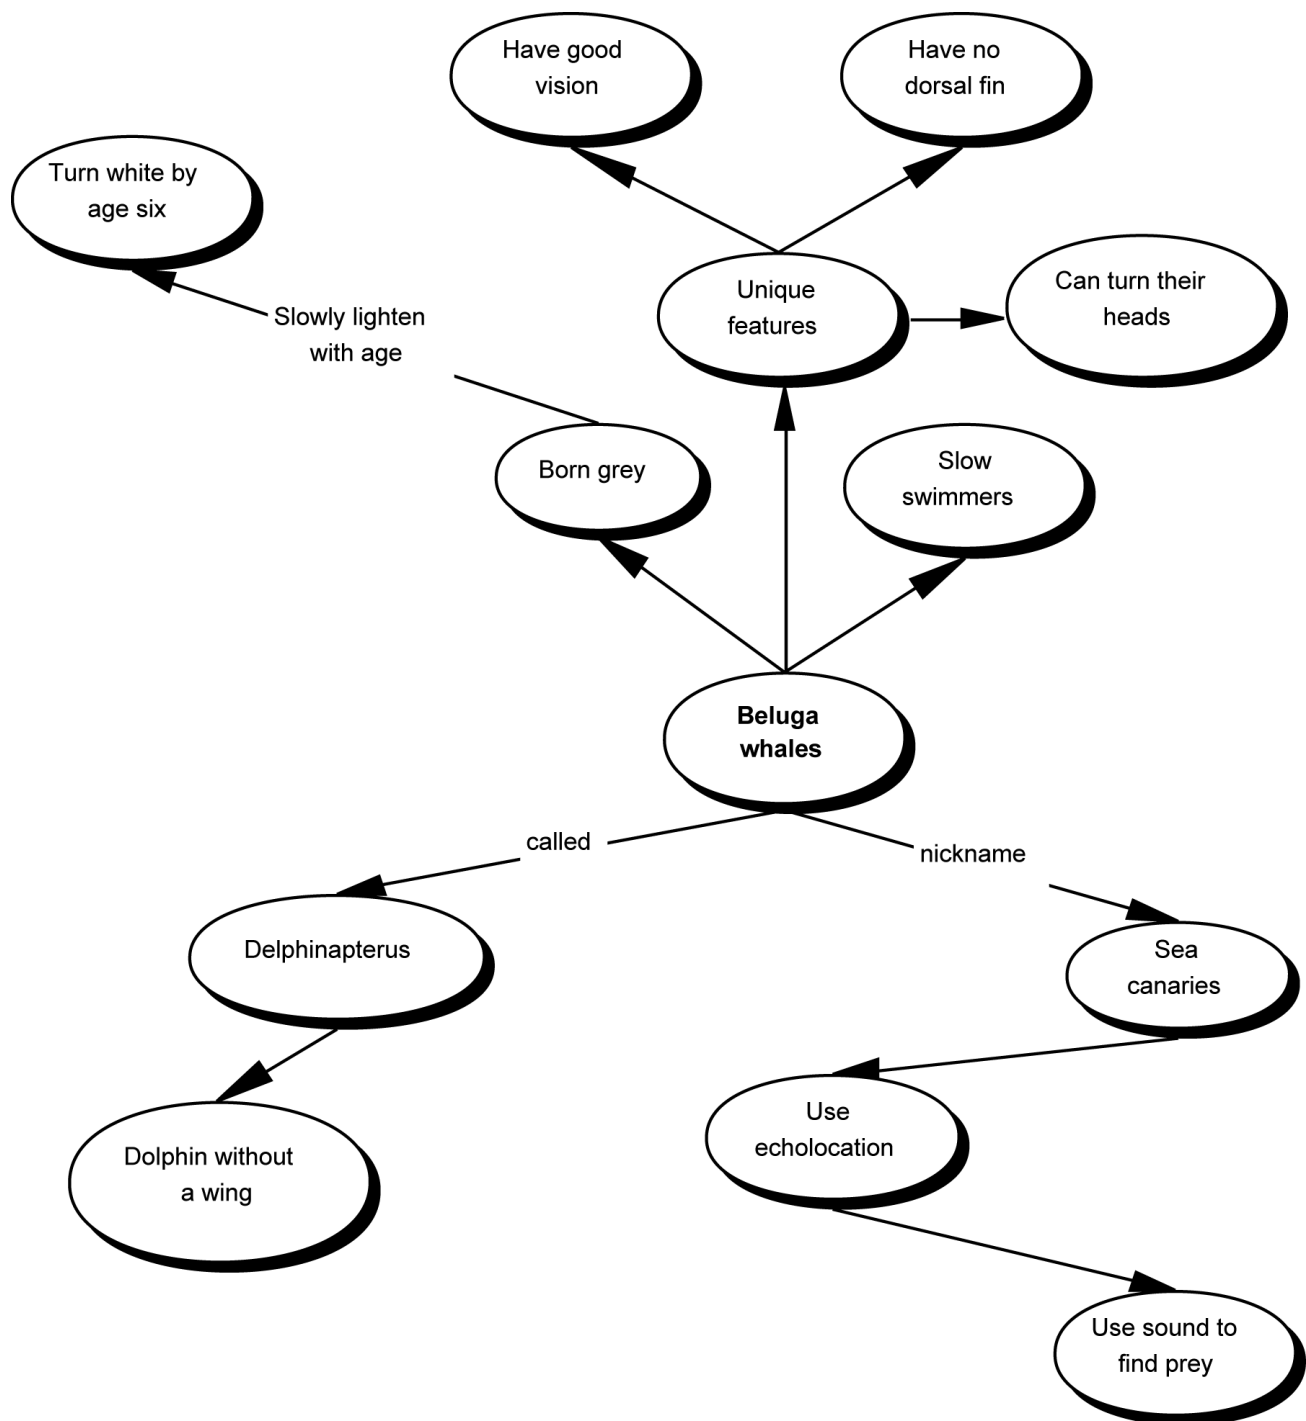 Have good
vision
Have no
dorsal fin
Turn white by
age six
Unique
features
Can turn their
heads
Slowly lighten
with age
Born grey
Slow
swimmers
Beluga
whales
called
nickname
Delphinapterus
Sea
canaries
Dolphin without
a wing
Use
echolocation
Use sound to
find prey